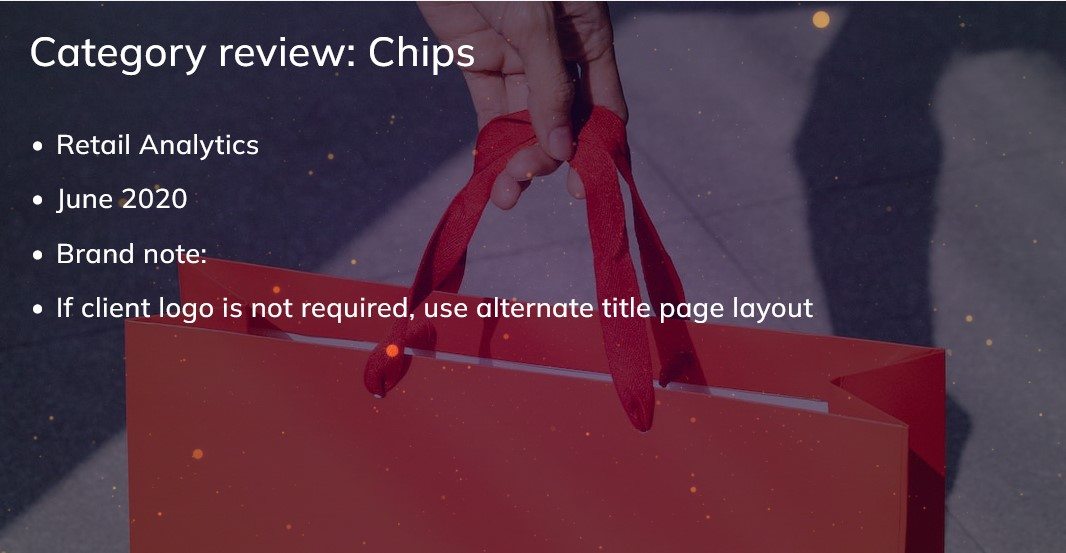 Category review: Chips
• Retail Analytics
• June 2020
• Brand note:
• If client logo is not required, use alternate title page layout